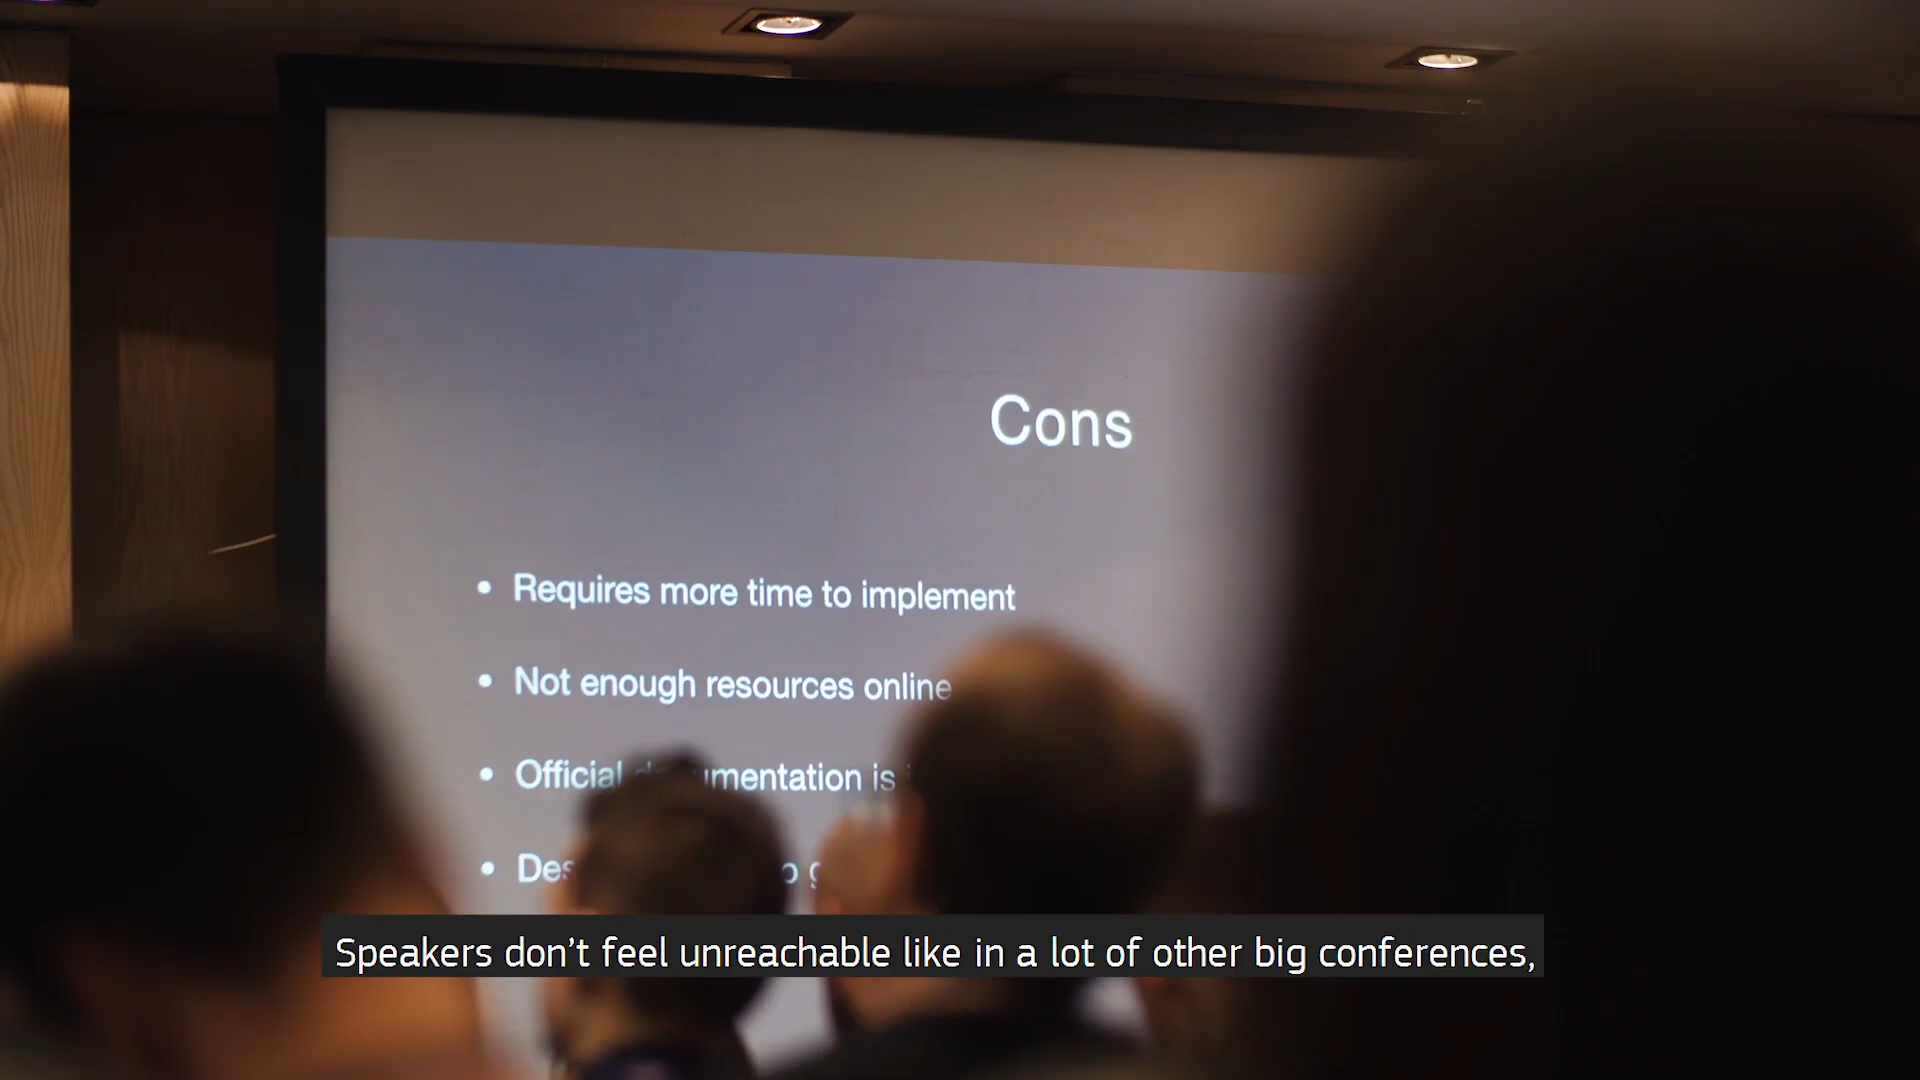 Cons
• Requires more time to implement
• Not enough resources online
• Official is
Speakers don't feel unreachable like in a lot of other big conferences,